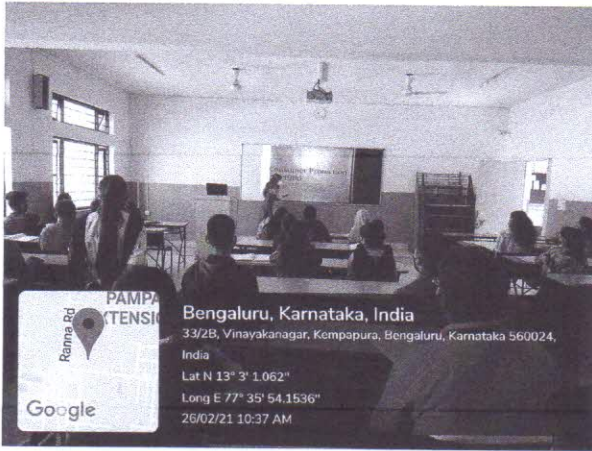 PAMPA
XTENSI
Ranna Rd
Google
Bengaluru, Karnataka, India
33/2B, Vinayakanagar, Kempapura, Bengaluru, Karnataka 560024,
India
Lat N 13° 3' 1.062"
Long E 77° 35' 54.1536"
26/02/21 10:37 AM